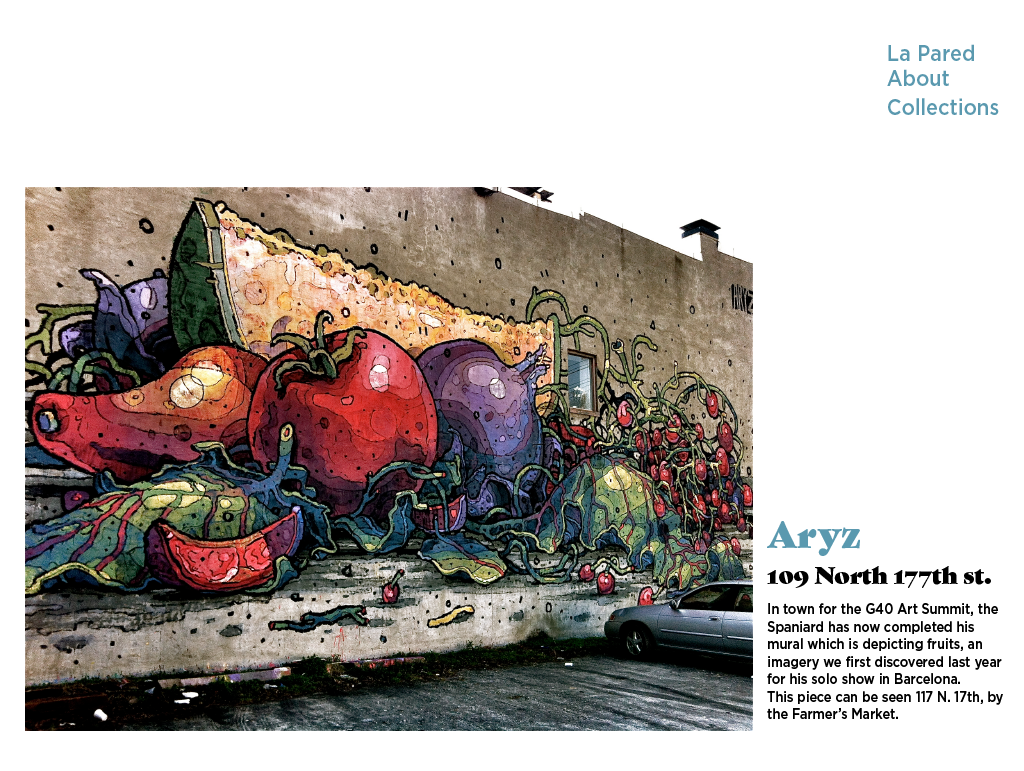 La Pared
About
Collections
ARYZ
Aryz
109 North 177th st.
In town for the G40 Art Summit, the
Spaniard has now completed his
mural which is depicting fruits, an
imagery we first discovered last year
for his solo show in Barcelona.
This piece can be seen 117 N. 17th, by
the Farmer's Market.